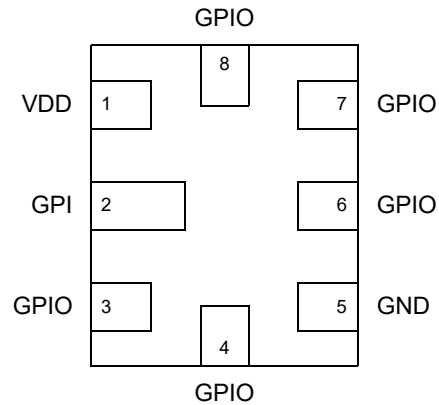 GPIO
8
VDD 1 7 GPIO
GPI 2 6 GPIO
GPIO 3 5 GND
4
GPIO